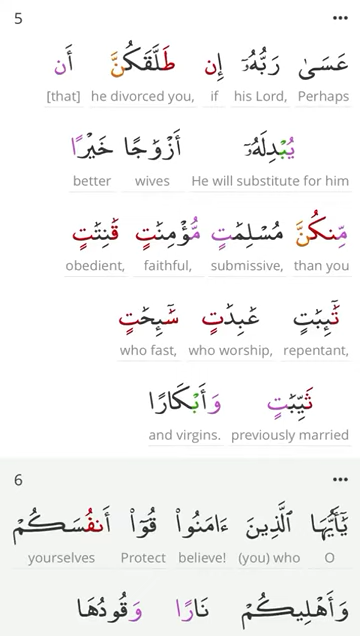 5
عَسَىٰ رَبُّهُۥٓ إِن طَلَّقَكُنَّ أَن
[that] he divorced you, if his Lord, Perhaps
يُبْدِلَهُۥٓ أَزْوَٰجًا خَيْرًا
better wives He will substitute for him
مِّنكُنَّ مُسْلِمَٰتٍ مُّؤْمِنَٰتٍ قَٰنِتَٰتٍ
obedient, faithful, submissive, than you
تَٰٓئِبَٰتٍ عَٰبِدَٰتٍ سَٰٓئِحَٰتٍ
who fast, who worship, repentant,
ثَيِّبَٰتٍ وَأَبْكَارًا
and virgins. previously married
6
يَٰٓأَيُّهَا ٱلَّذِينَ ءَامَنُوا۟ قُوٓا۟ أَنفُسَكُمْ
yourselves Protect believe! (you) who O
وَأَهْلِيكُمْ نَارًا وَقُودُهَا